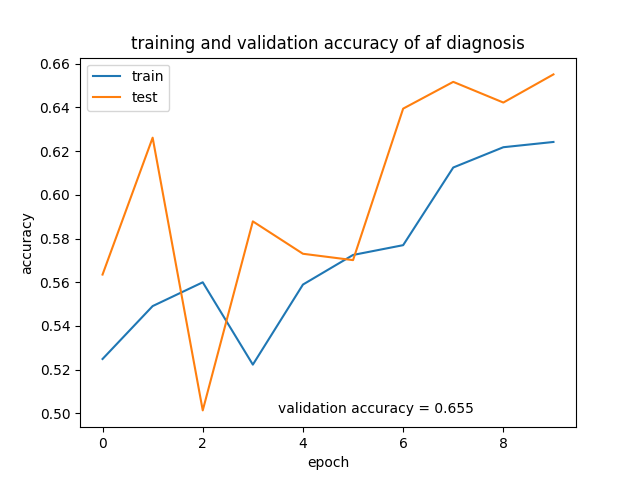 training and validation accuracy of af diagnosis
0.66
0.64
0.62
0.60
0.58
0.56
0.54
0.52
0.50
accuracy
train
test
validation accuracy = 0.655
0 2 4 6 8
epoch